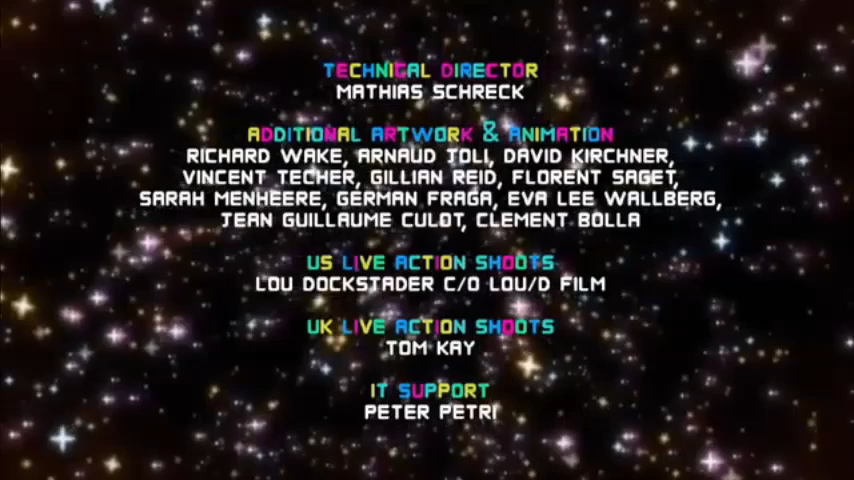 TECHNICAL DIRECTOR
MATHIAS SCHRECK
ADDITIONAL ARTWORK & ANIMATION
RICHARD WAKE, ARNAUD JOLI, DAVID KIRCHNER,
VINCENT TECHER, GILLIAN REID, FLORENT SAGET,
SARAH MENHEERE, GERMAN FRAGA, EVA LEE WALLBERG,
JEAN GUILLAUME CULOT, CLEMENT BOLLA
US LIVE ACTION SHOOTS
LOU DOCKSTADER C/O LOU/D FILM
UK LIVE ACTION SHOOTS
TOM KAY
IT SUPPORT
PETER PETRI